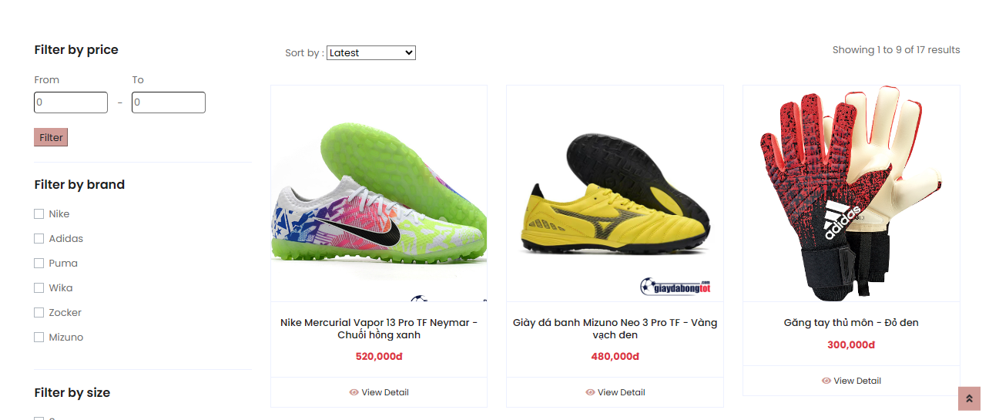 Filter by price
From
To
0
-
0
Filter
Filter by brand
Nike
Adidas
Puma
Wika
Zocker
Mizuno
Filter by size
Sort by :
Latest
Showing 1 to 9 of 17 results
Nike Mercurial Vapor 13 Pro TF Neymar -
Chuối hồng xanh
520,000đ
View Detail
giaydabongtot
.com
Giày đá banh Mizuno Neo 3 Pro TF - Vàng
vạch đen
480,000đ
View Detail
adidas
Găng tay thủ môn - Đỏ đen
300,000đ
View Detail